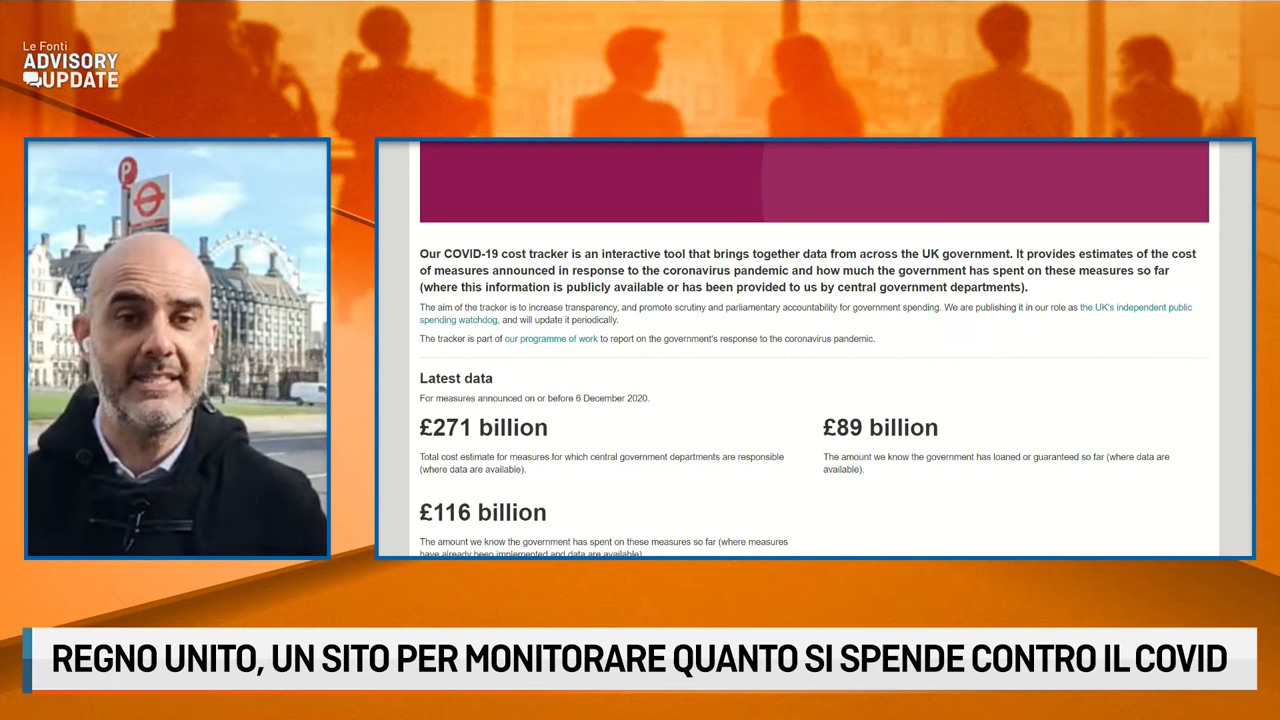 Le Fonti
ADVISORY
UPDATE
P
Our COVID-19 cost tracker is an interactive tool that brings together data from across the UK government. It provides estimates of the cost
of measures announced in response to the coronavirus pandemic and how much the government has spent on these measures so far
(where this information is publicly available or has been provided to us by central government departments).
The aim of the tracker is to increase transparency, and promote scrutiny and parliamentary accountability for government spending. We are publishing it in our role as the UK's independent public
spending watchdog, and will update it periodically.
The tracker is part of our programme of work to report on the government's response to the coronavirus pandemic.
Latest data
For measures announced on or before 6 December 2020.
£271 billion
Total cost estimate for measures for which central government departments are responsible
(where data are available).
£89 billion
The amount we know the government has loaned or guaranteed so far (where data are
available).
£116 billion
The amount we know the government has spent on these measures so far (where measures
have already been implemented and data are available)
REGNO UNITO, UN SITO PER MONITORARE QUANTO SI SPENDE CONTRO IL COVID